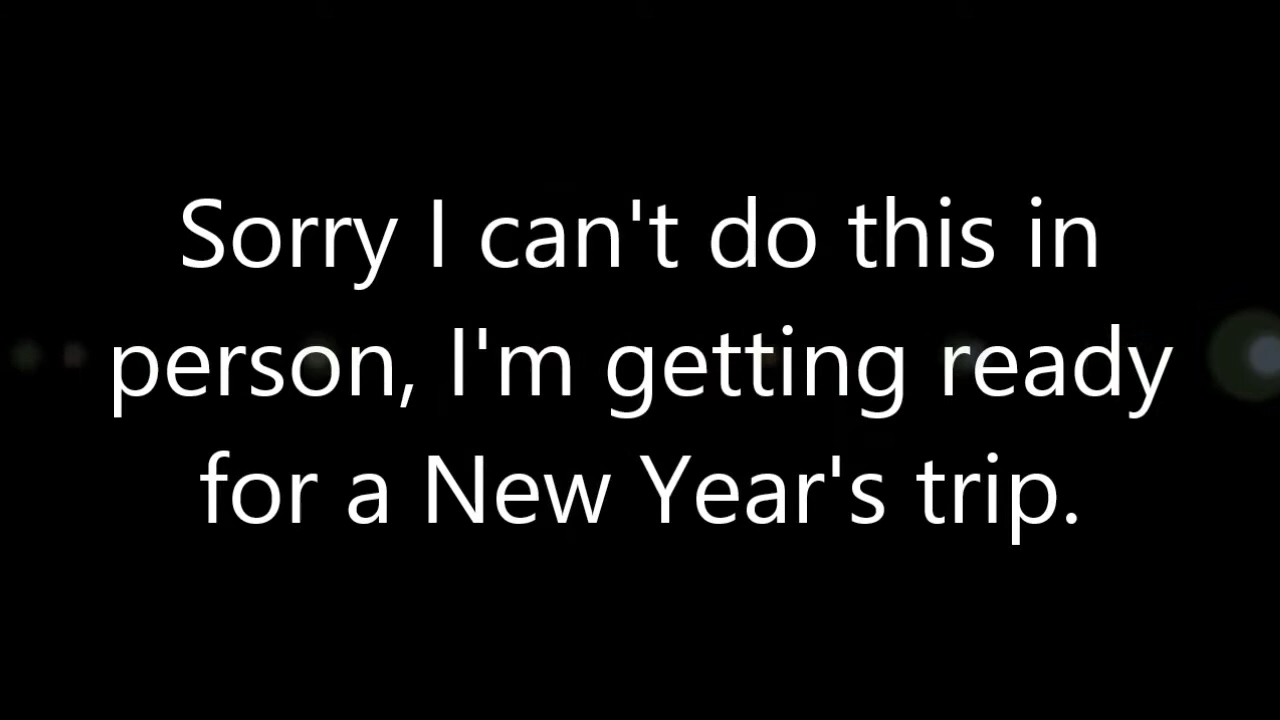 Sorry I can't do this in
person, I'm getting ready
for a New Year's trip.